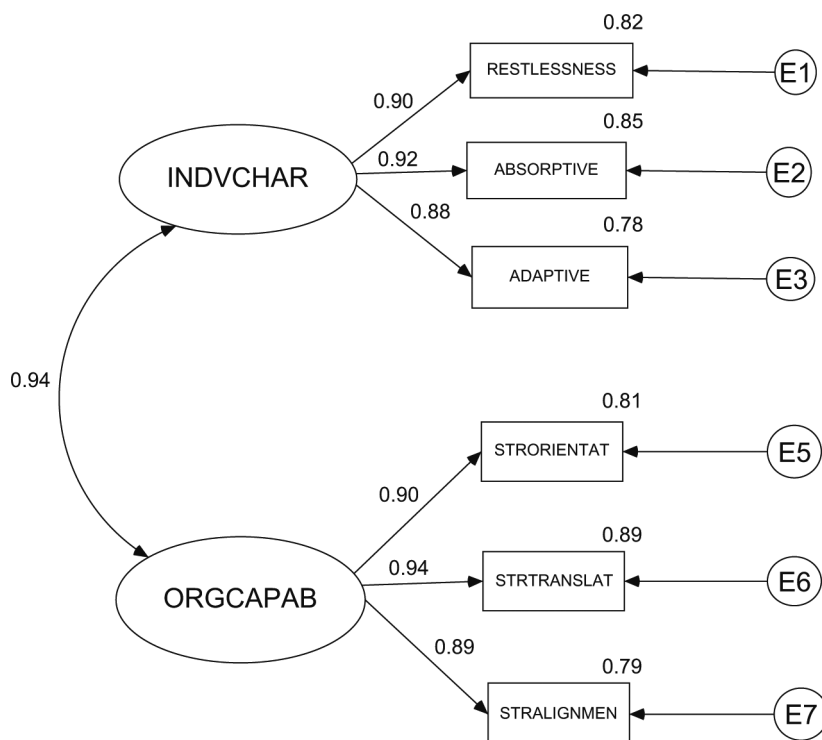 0.82
RESTLESSNESS
E1
0.90
0.85
0.92
ABSORPTIVE
E2
INDVCHAR
0.88
0.78
ADAPTIVE
E3
0.94
0.81
STRORIENTAT
E5
0.90
0.89
0.94
STRTRANSLAT
E6
ORGCAPAB
0.89
0.79
STRALIGNMEN
E7